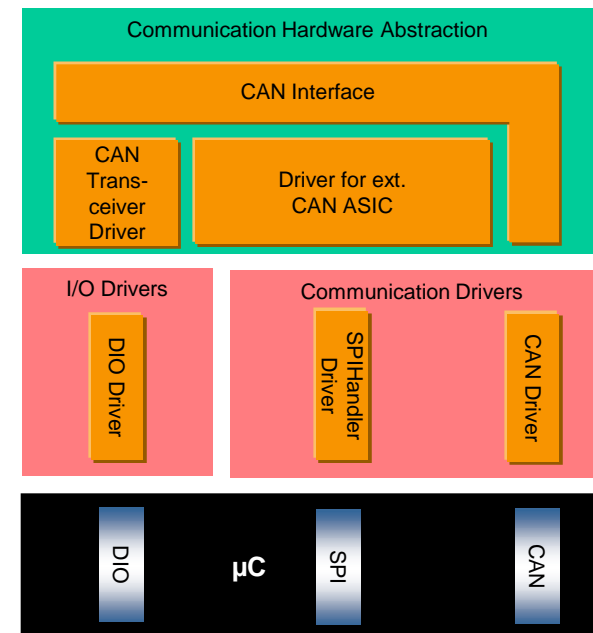 Communication Hardware Abstraction
CAN Interface
CAN
Trans-
ceiver
Driver
Driver for ext.
CAN ASIC
I/O Drivers
Communication Drivers
DIO Driver
SPIHandler
Driver
CAN Driver
DIO
µC
SPI
CAN